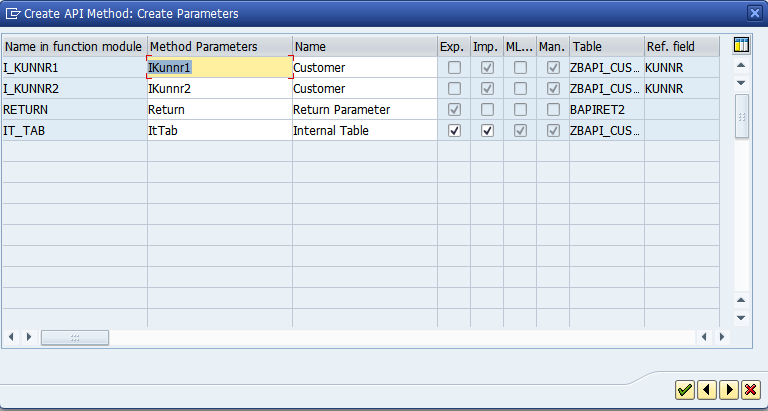 Create API Method: Create Parameters
Name in function module Method Parameters Name Exp. Imp. ML... Man. Table Ref. field
I_KUNNR1 IKunnr1 Customer ZBAPI_CUS... KUNNR
I_KUNNR2 IKunnr2 Customer ZBAPI_CUS... KUNNR
RETURN Return Return Parameter BAPIRET2
IT_TAB ItTab Internal Table ZBAPI_CUS...